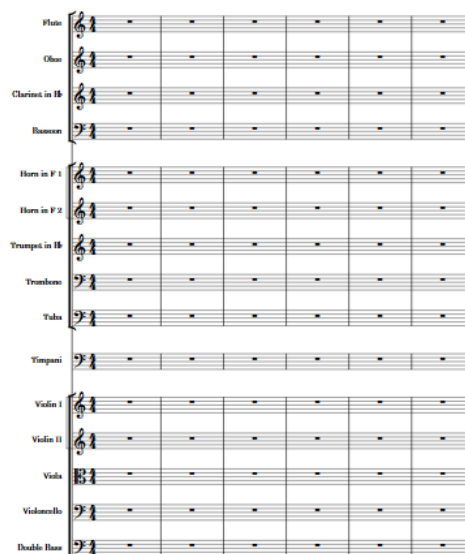 Flute
Oboe
Clarinet in B♭
Bassoon
Horn in F 1
Horn in F 2
Trumpet in B♭
Trombone
Tuba
Timpani
Violin I
Violin II
Viola
Violoncello
Double Bass